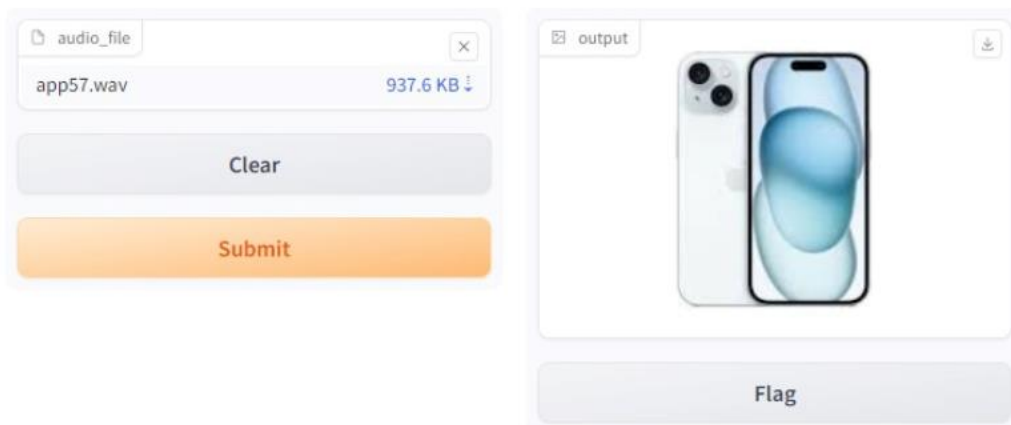 audio_file
app57.wav 937.6 KB
Clear
Submit
output
Flag